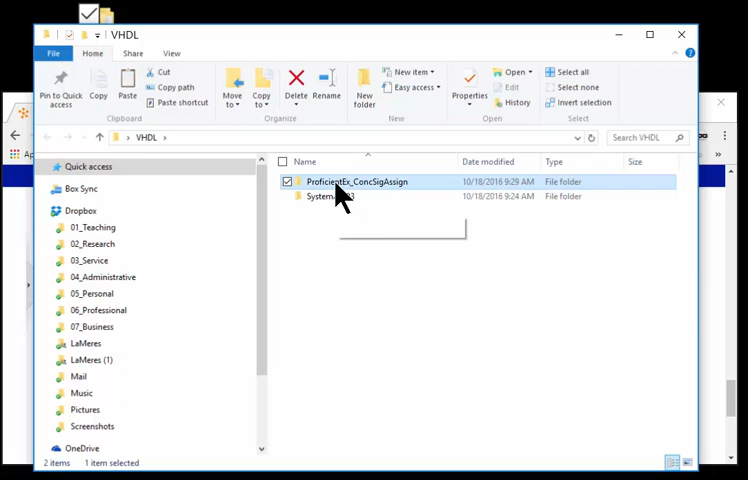 VHDL
File Home Share View
Pin to Quick access
Copy
Paste
Cut
Copy path
Paste shortcut
Clipboard
Move to
Copy to
Delete
Rename
Organize
New folder
New item
Easy access
New
Properties
Open
Edit
History
Open
Select all
Select none
Invert selection
Select
VHDL
Search VHDL
Quick access
Box Sync
Dropbox
01_Teaching
02_Research
03_Service
04_Administrative
05_Personal
06_Professional
07_Business
LaMeres
LaMeres (1)
Mail
Music
Pictures
Screenshots
OneDrive
Name Date modified Type Size
ProficientEx_ConcSigAssign 10/18/2016 9:29 AM File folder
10/18/2016 9:24 AM File folder
2 items 1 item selected